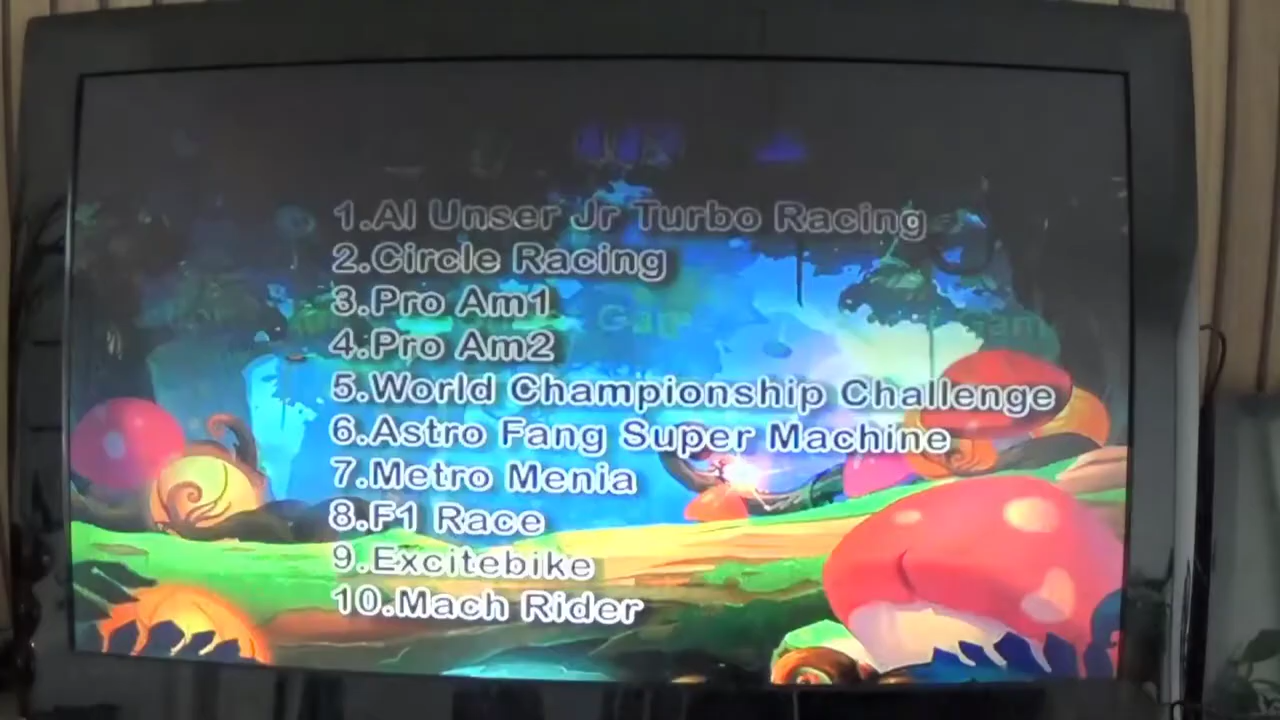 1.Al Unser Jr Turbo Racing
2.Circle Racing
3.Pro Am1
4.Pro Am2
5.World Championship Challenge
6.Astro Fang Super Machine
7.Metro Menia
8.F1 Race
9.Excitebike
10.Mach Rider